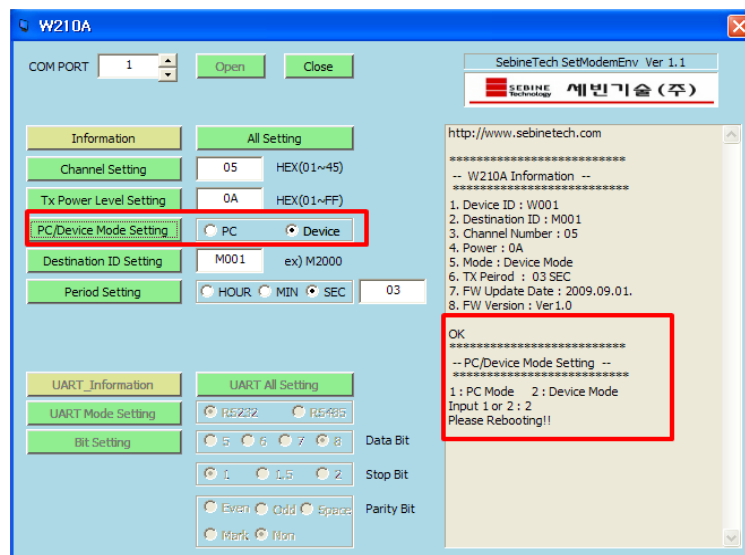 W210A
COM PORT 1 Open Close
SebineTech SetModemEnv Ver 1.1
SEBINE Technology 세빈기술(주)
Information All Setting
Channel Setting 05 HEX(01~45)
Tx Power Level Setting 0A HEX(01~FF)
PC/Device Mode Setting PC Device
Destination ID Setting M001 ex) M2000
Period Setting HOUR MIN SEC 03
UART_Information UART All Setting
UART Mode Setting RS232 RS485
Bit Setting 5 6 7 8 Data Bit
1 1.5 2 Stop Bit
Even Odd Space Parity Bit
Mark Non
http://www.sebinetech.com
**************************
-- W210A Information --
**************************
1. Device ID : W001
2. Destination ID : M001
3. Channel Number : 05
4. Power : 0A
5. Mode : Device Mode
6. TX Peirod : 03 SEC
7. FW Update Date : 2009.09.01.
8. FW Version : Ver1.0
OK
**************************
-- PC/Device Mode Setting --
**************************
1 : PC Mode 2 : Device Mode
Input 1 or 2 : 2
Please Rebooting!!